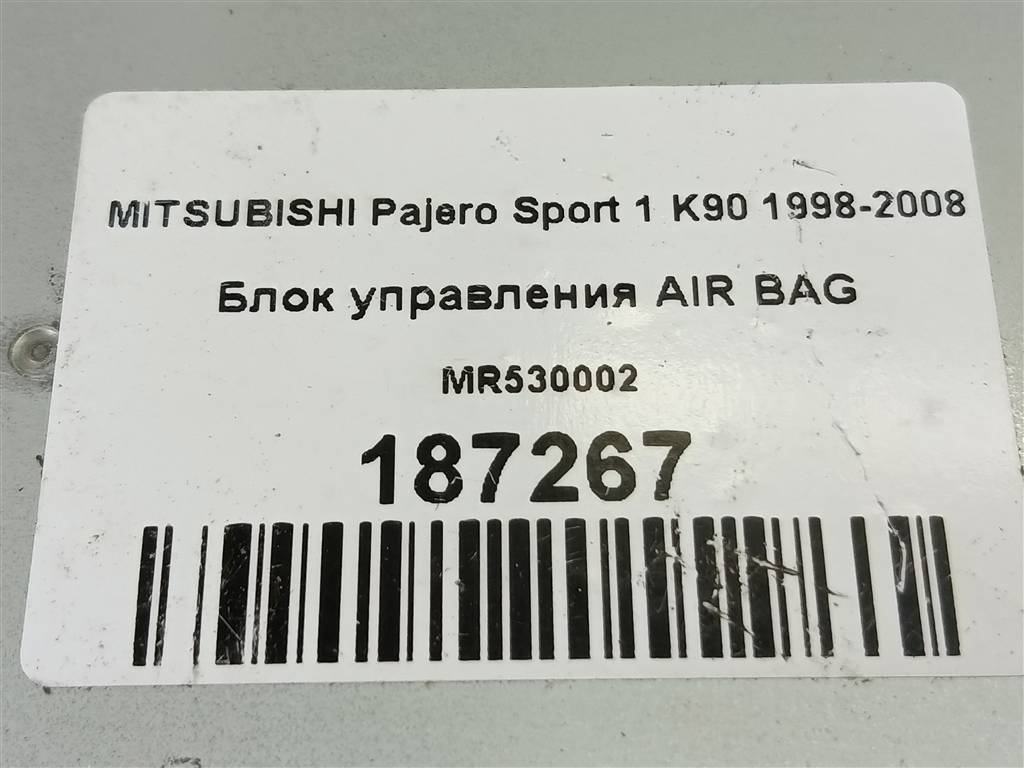 MITSUBISHI Pajero Sport 1 K90 1998-2008
Блок управления AIR BAG
MR530002
187267